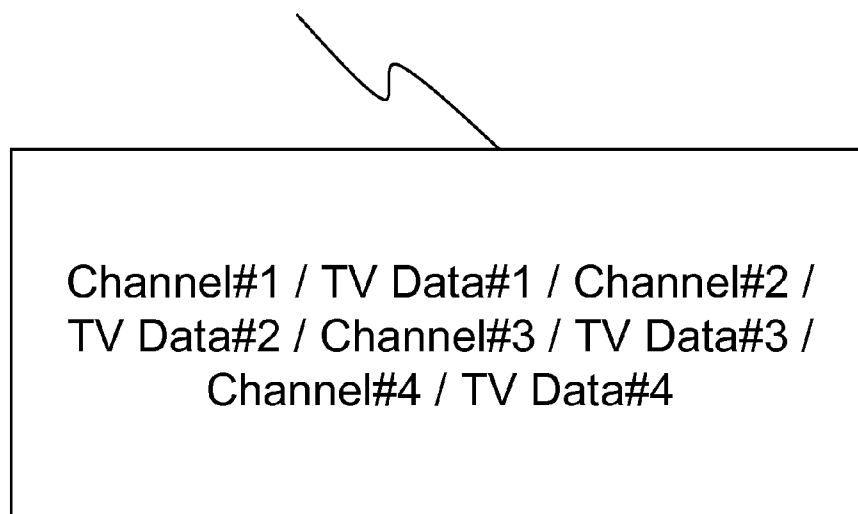 Channel#1 / TV Data#1 / Channel#2 /
TV Data#2 / Channel#3 / TV Data#3 /
Channel#4 / TV Data#4